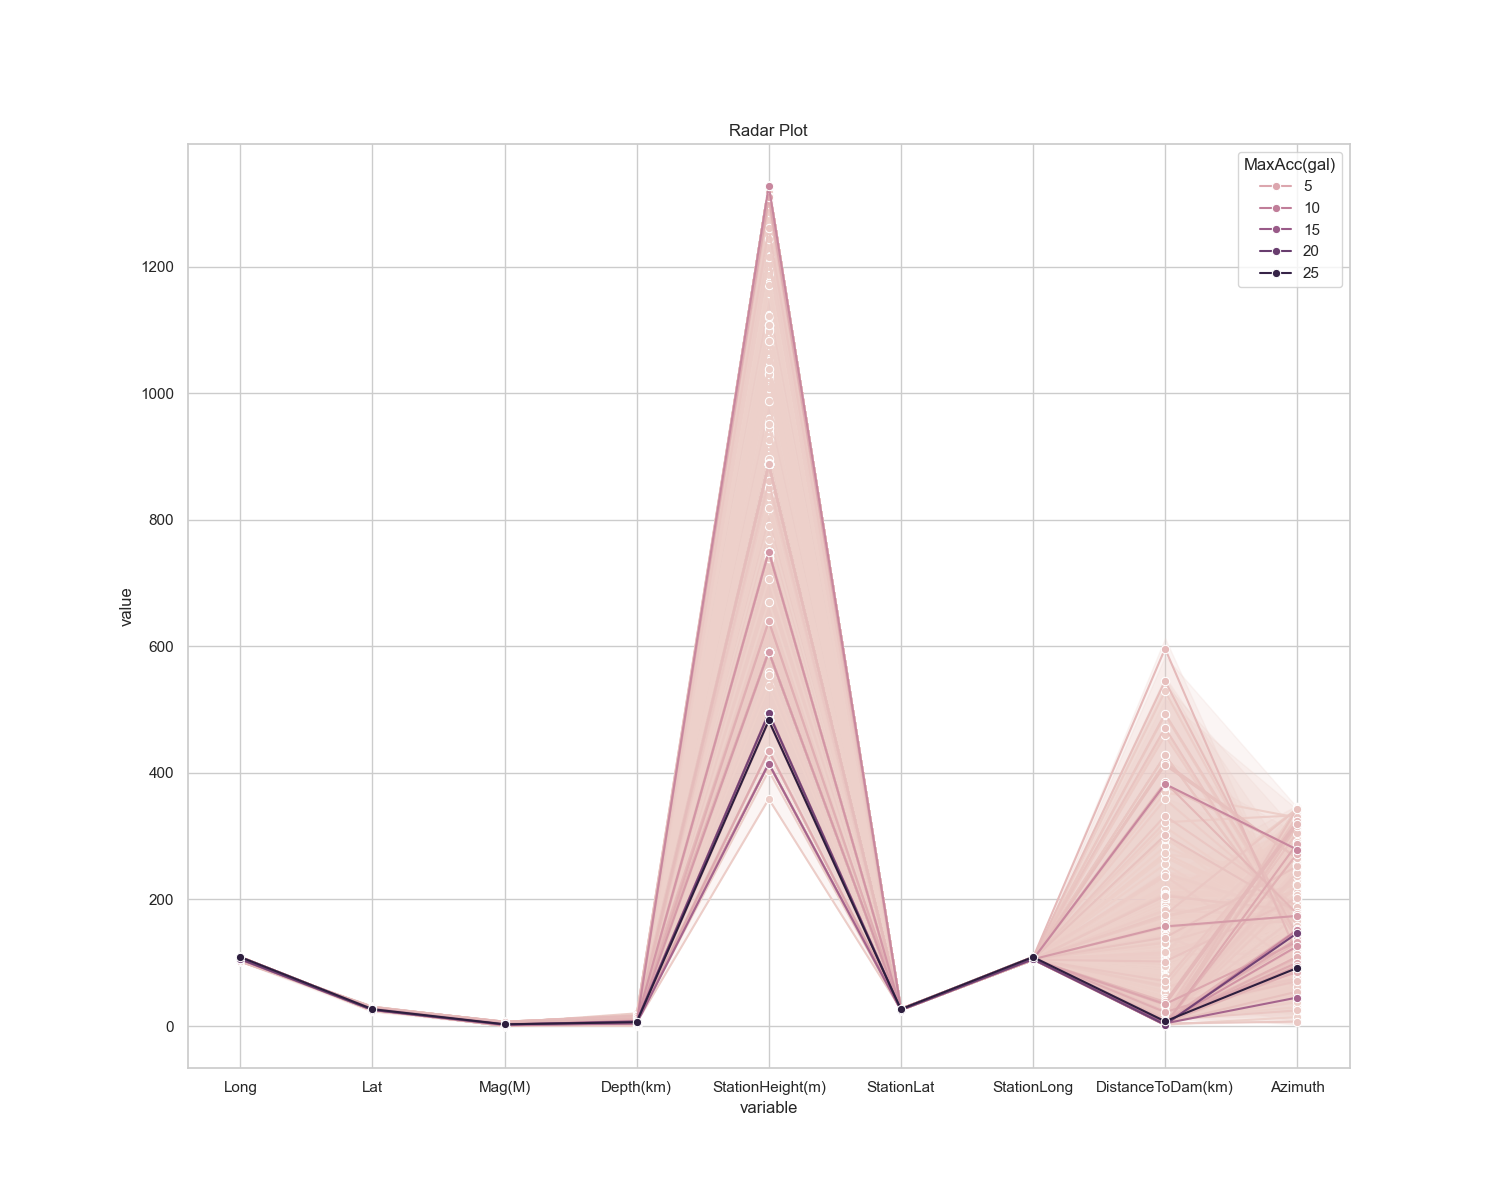 Radar Plot
MaxAcc(gal)
5
10
15
20
25
1200
1000
800
600
400
200
0
value
Long Lat Mag(M) Depth(km) StationHeight(m) StationLat StationLong DistanceToDam(km) Azimuth
variable